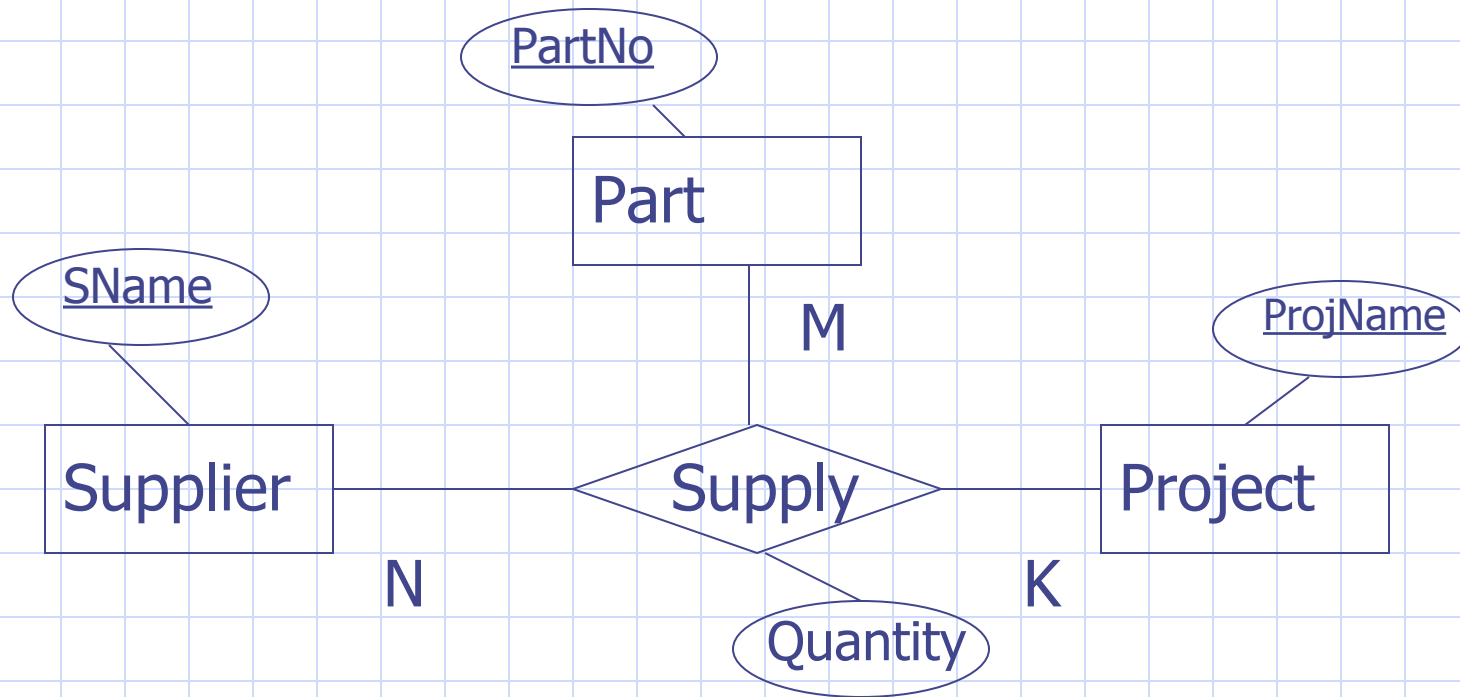 PartNo
Part
SName
M
ProjName
Supplier
Supply
Project
N
K
Quantity